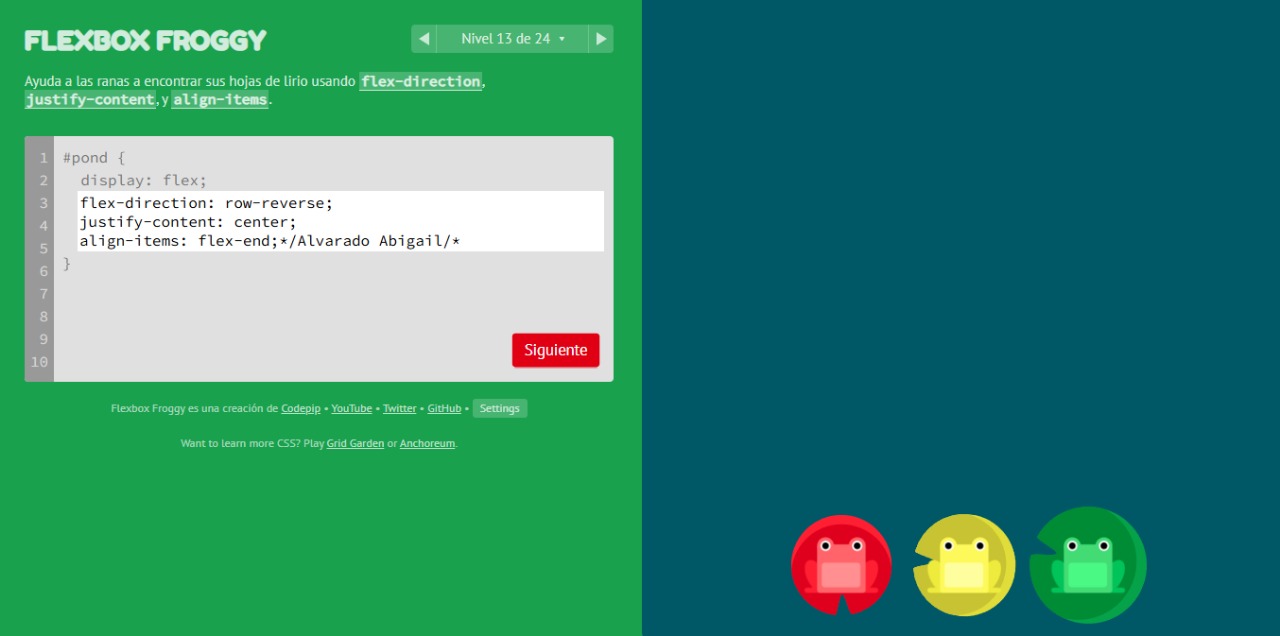 FLEXBOX FROGGY
◀ Nivel 13 de 24 ▾ ▶
Ayuda a las ranas a encontrar sus hojas de lirio usando flex-direction,
justify-content, y align-items.
1 #pond {
2 display: flex;
3 flex-direction: row-reverse;
4 justify-content: center;
5 align-items: flex-end;*/Alvarado Abigail/*
6 }
7
8
9
10
Siguiente
Flexbox Froggy es una creación de Codepip • YouTube • Twitter • GitHub • Settings
Want to learn more CSS? Play Grid Garden or Anchoreum.